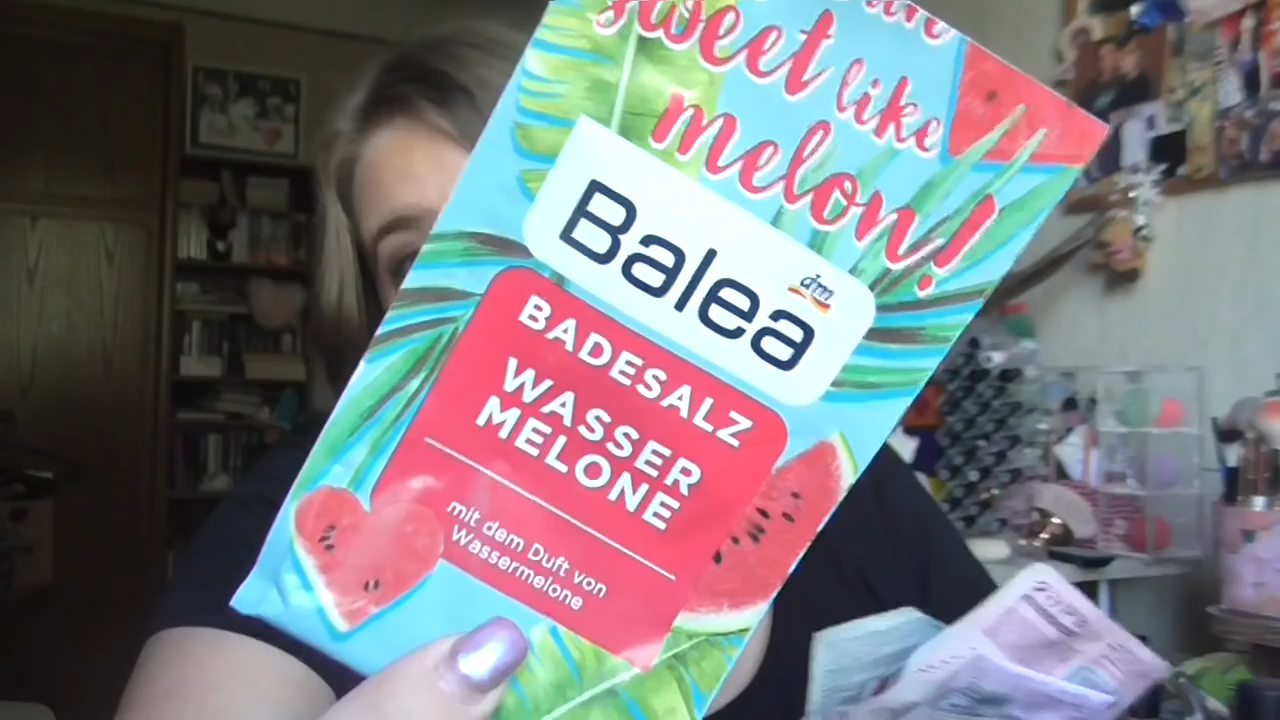 sweet like
melon!
Balea
dm
BADESALZ
WASSER
MELONE
mit dem Duft von
Wassermelone